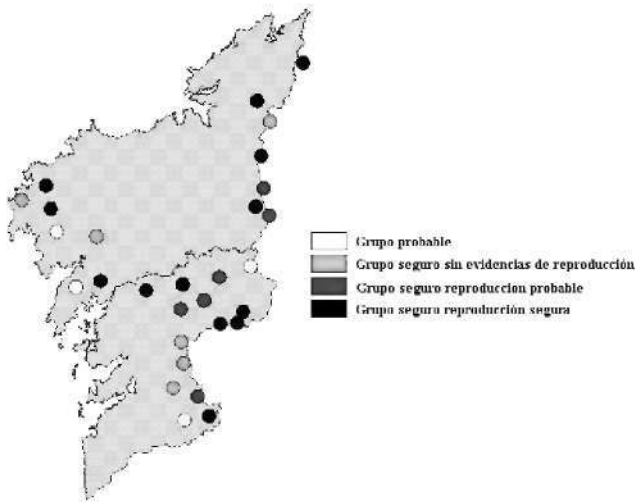 Grupo probable
Grupo seguro sin evidencias de reproducción
Grupo seguro reproduccion probable
Grupo seguro reproducción segura